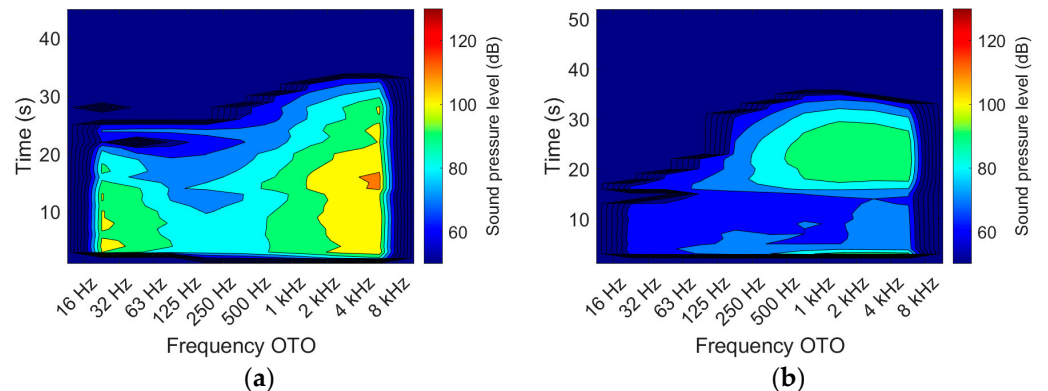 40
30
20
10
Time (s)
16 Hz
32 Hz
63 Hz
125 Hz
250 Hz
500 Hz
1 kHz
2 kHz
4 kHz
8 kHz
Frequency OTO
120
100
80
60
Sound pressure level (dB)
(a)
50
40
30
20
10
Time (s)
16 Hz
32 Hz
63 Hz
125 Hz
250 Hz
500 Hz
1 kHz
2 kHz
4 kHz
8 kHz
Frequency OTO
120
100
80
60
Sound pressure level (dB)
(b)